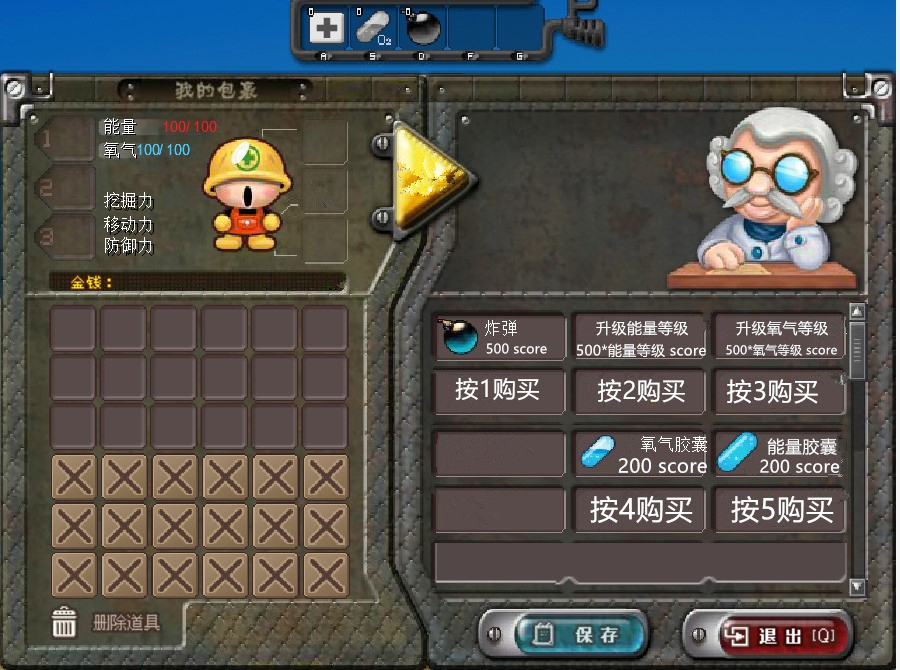 0 0 0
O₂
A S D F G
我的包裹
1
能量 100/100
氧气100/100
2
挖掘力
移动力
3
防御力
金钱：
炸弹
500 score
升级能量等级
500*能量等级 score
升级氧气等级
500*氧气等级 score
按1购买
按2购买
按3购买
氧气胶囊
200 score
能量胶囊
200 score
按4购买
按5购买
删除道具
保存
退出[Q]